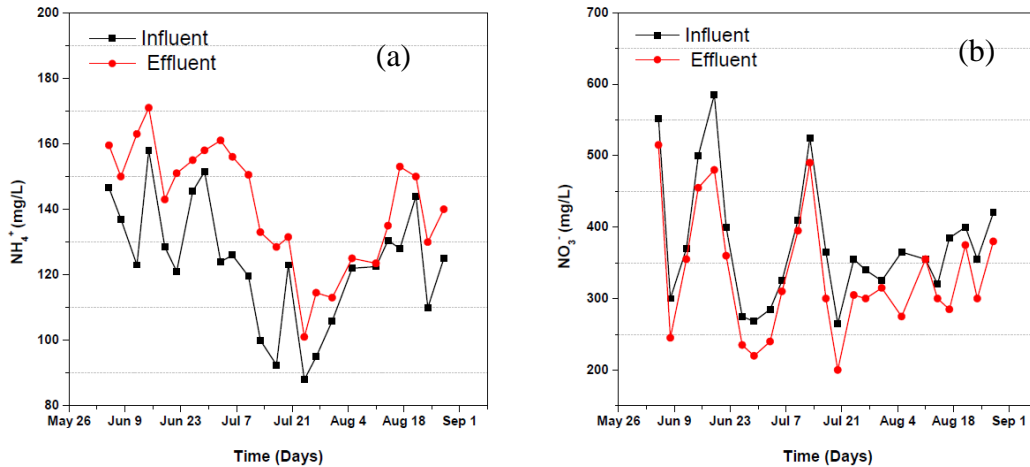 200
180
160
140
120
100
80
NH₄⁺ (mg/L)
Influent
Effluent
(a)
May 26 Jun 9 Jun 23 Jul 7 Jul 21 Aug 4 Aug 18 Sep 1
Time (Days)
700
600
500
400
300
200
NO₃⁻ (mg/L)
Influent
Effluent
(b)
May 26 Jun 9 Jun 23 Jul 7 Jul 21 Aug 4 Aug 18 Sep 1
Time (Days)